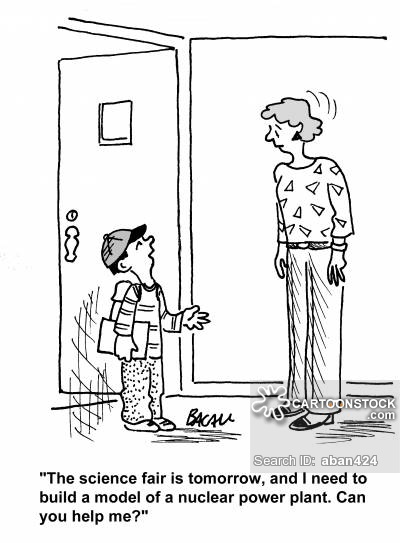 BACALL
CARTOONSTOCK
.com
Search ID: aban424
"The science fair is tomorrow, and I need to
build a model of a nuclear power plant. Can
you help me?"